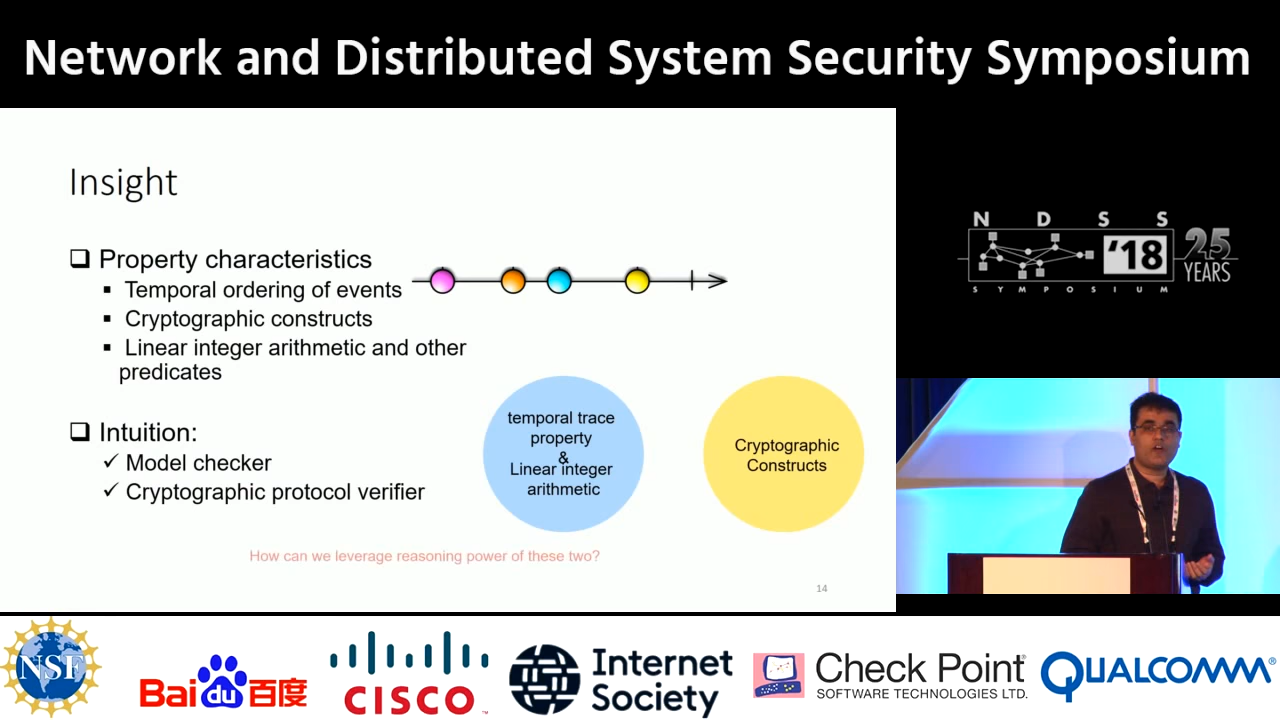 Network and Distributed System Security Symposium
Insight
Property characteristics
Temporal ordering of events
Cryptographic constructs
Linear integer arithmetic and other
predicates
Intuition:
Model checker
Cryptographic protocol verifier
temporal trace
property
&
Linear integer
arithmetic
Cryptographic
Constructs
How can we leverage reasoning power of these two?
14
N D S S
'18
25
YEARS
S Y M P O S I U M
NSF
Bai du 百度
CISCO™
Internet
Society
Check Point®
SOFTWARE TECHNOLOGIES LTD.
QUALCOMM®